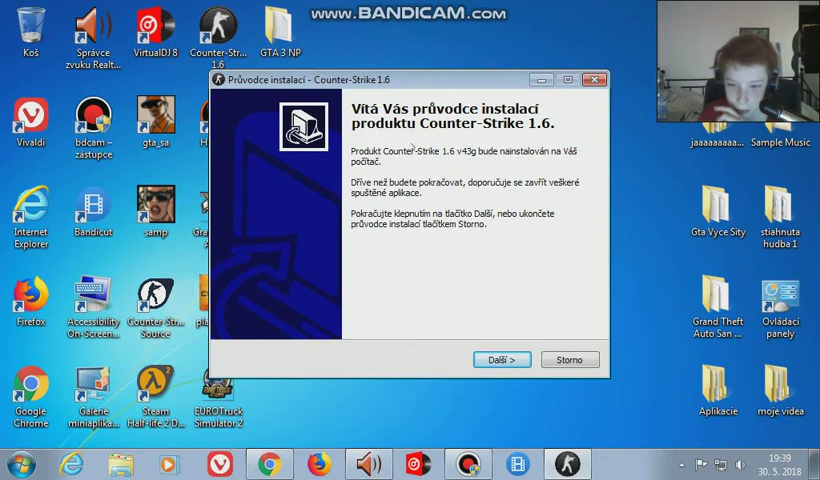 www.BANDICAM.com
Koš
Správce
zvuku Realt...
VirtualDJ 8
Counter-Str...
1.6
GTA 3 NP
Průvodce instalací - Counter-Strike 1.6
Vítá Vás průvodce instalací
produktu Counter-Strike 1.6.
Produkt Counter-Strike 1.6 v43g bude nainstalován na Váš
počítač.
Dříve než budete pokračovat, doporučuje se zavřít veškeré
spuštěné aplikace.
Pokračujte klepnutím na tlačítko Další, nebo ukončete
průvodce instalací tlačítkem Storno.
Další >
Storno
Vivaldi
bdcam –
zástupce
gta_sa
jaaaaaaaa...
Sample Music
Internet
Explorer
Bandicut
samp
Gta Vyce Sity
stiahnuta
hudba 1
Firefox
Accessibility
On-Screen...
Counter-Str...
Source
Grand Theft
Auto San ...
Ovládací
panely
Google
Chrome
Galerie
miniaplika...
Steam
Half-life 2 D...
EUROTruck
Simulator 2
Aplikacie
moje videa
19:39
30. 5. 2018